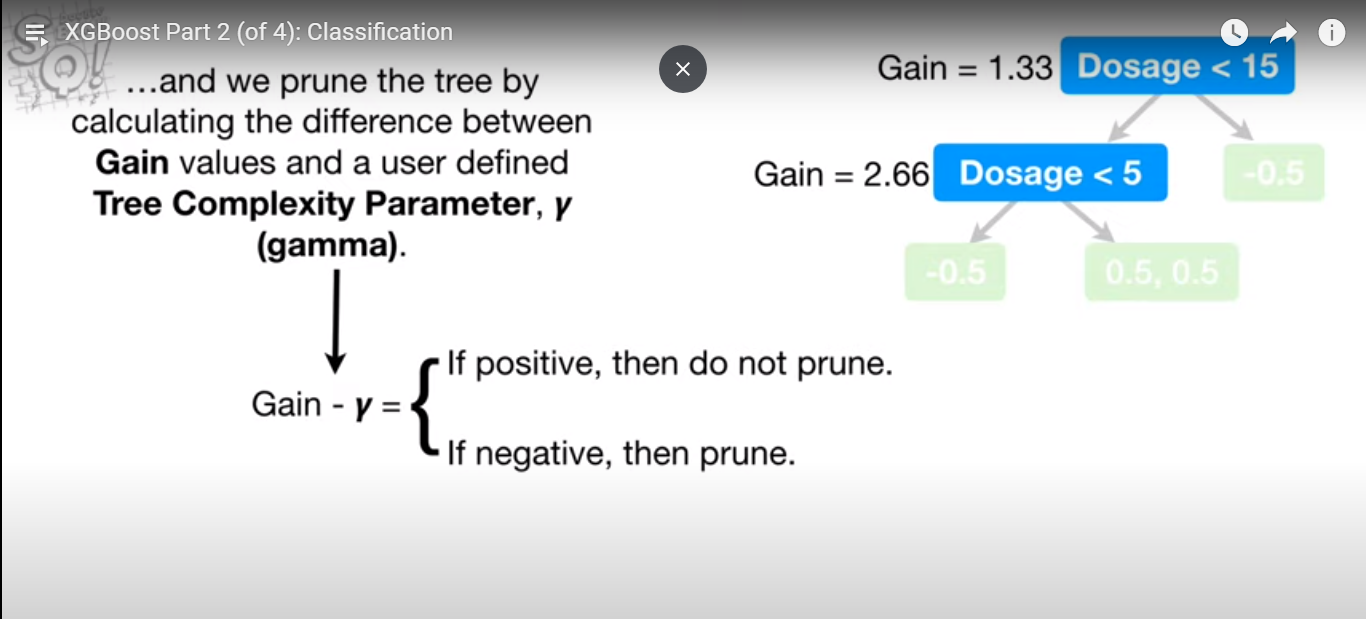 XGBoost Part 2 (of 4): Classification
...and we prune the tree by
calculating the difference between
Gain values and a user defined
Tree Complexity Parameter, γ
(gamma).
Gain - γ =
If positive, then do not prune.
If negative, then prune.
Gain = 1.33 Dosage < 15
Gain = 2.66 Dosage < 5
-0.5
-0.5
0.5, 0.5